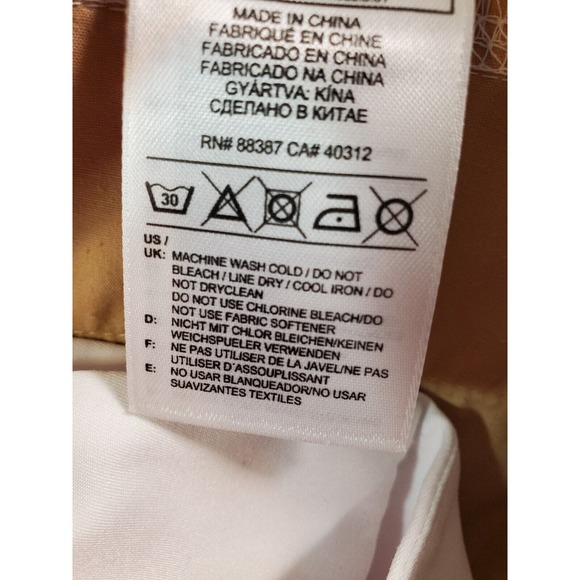 MADE IN CHINA
FABRIQUÉ EN CHINE
FABRICADO EN CHINA
FABRICADO NA CHINA
GYÁRTVA: KÍNA
СДЕЛАНО В КИТАЕ
RN# 88387 CA# 40312
30
US /
UK: MACHINE WASH COLD / DO NOT
BLEACH / LINE DRY / COOL IRON / DO
NOT DRYCLEAN
DO NOT USE CHLORINE BLEACH/DO
NOT USE FABRIC SOFTENER
D: NICHT MIT CHLOR BLEICHEN/KEINEN
WEICHSPUELER VERWENDEN
F: NE PAS UTILISER DE LA JAVEL/NE PAS
UTILISER D'ASSOUPLISSANT
E: NO USAR BLANQUEADOR/NO USAR
SUAVIZANTES TEXTILES